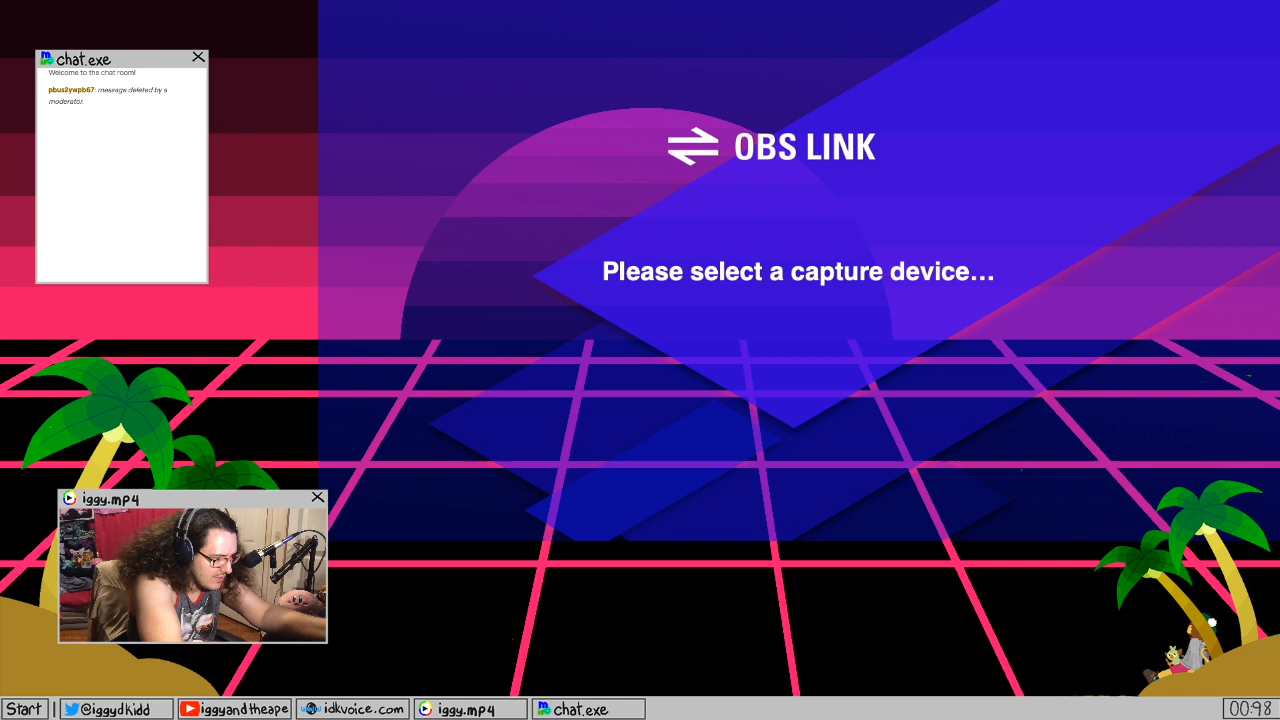 chat.exe
Welcome to the chat room!
pbus2ywpb67: message deleted by a
moderator.
OBS LINK
Please select a capture device...
iggy.mp4
Start
@iggydkidd
iggyandtheape
idkvoice.com
iggy.mp4
chat.exe
00:98